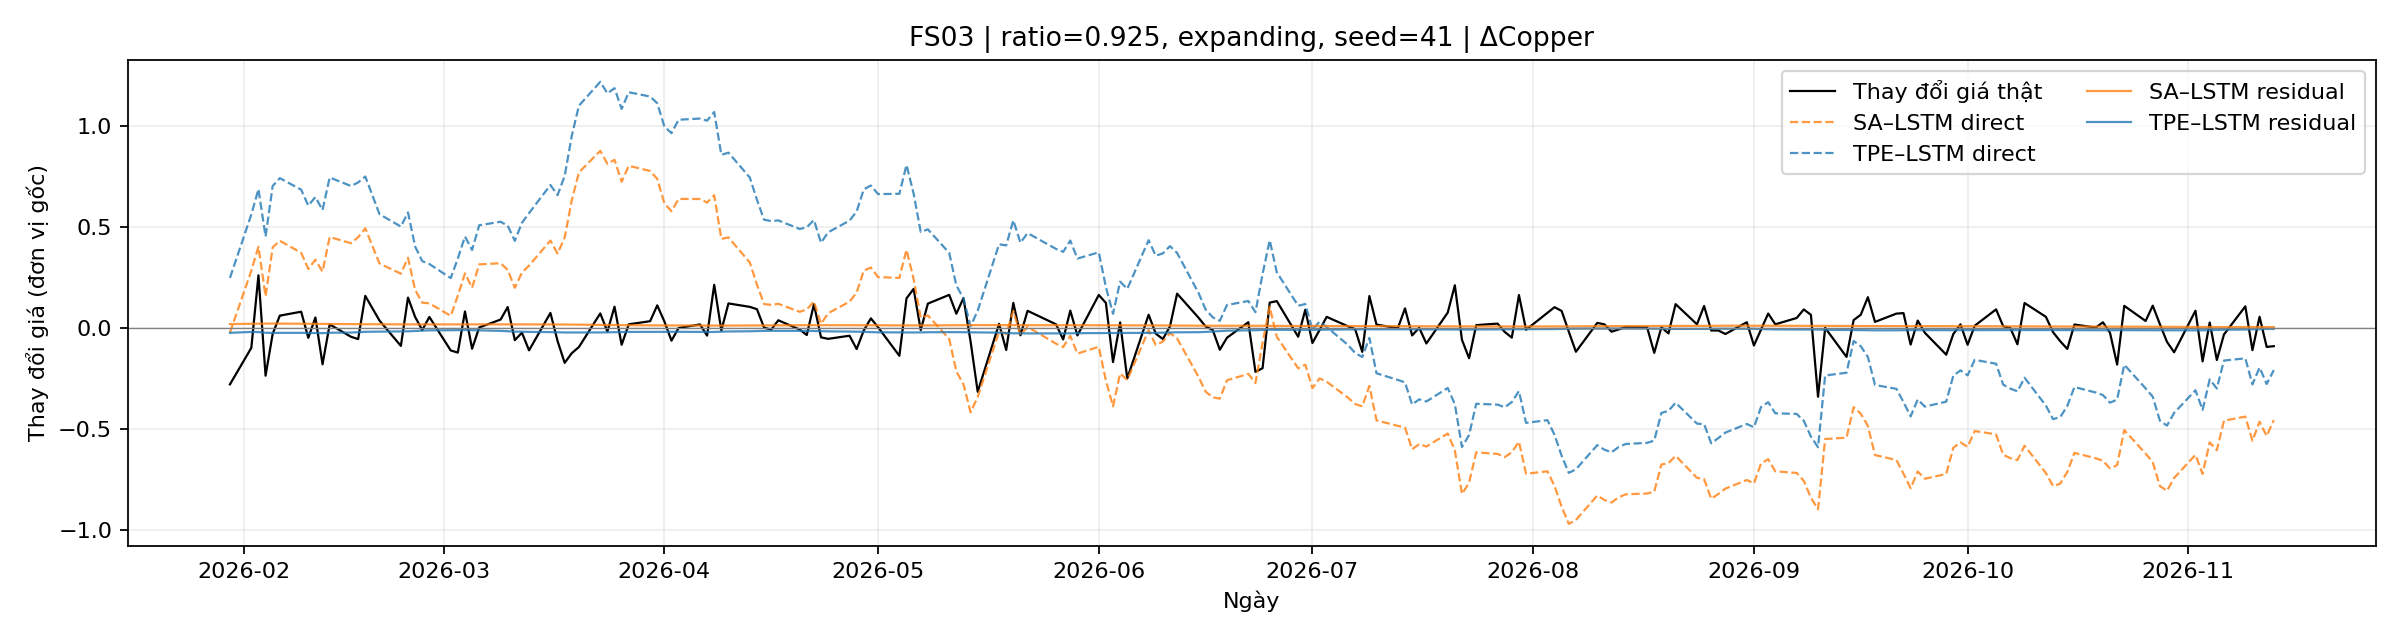 FS03 | ratio=0.925, expanding, seed=41 | ΔCopper
Thay đổi giá (đơn vị gốc)
1.0
0.5
0.0
−0.5
−1.0
Thay đổi giá thật
SA–LSTM direct
TPE–LSTM direct
SA–LSTM residual
TPE–LSTM residual
2026-02 2026-03 2026-04 2026-05 2026-06 2026-07 2026-08 2026-09 2026-10 2026-11
Ngày